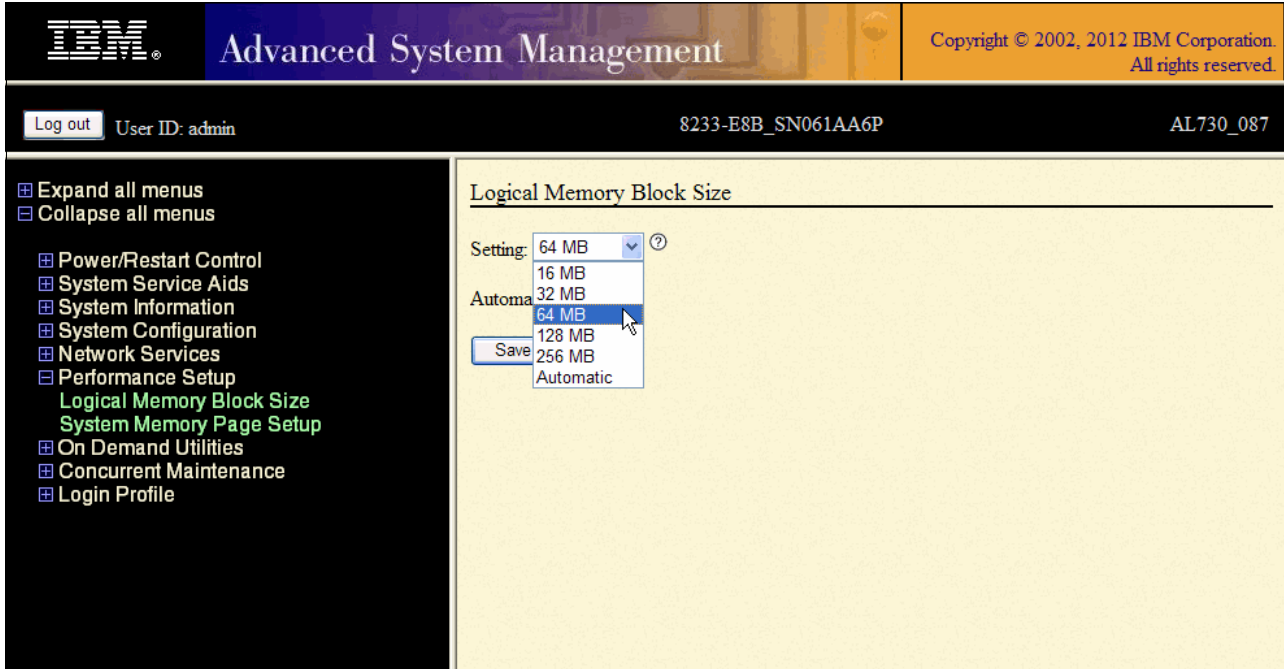 IBM®
Advanced System Management
Copyright © 2002, 2012 IBM Corporation.
All rights reserved.
Log out User ID: admin 8233-E8B_SN061AA6P AL730_087
Expand all menus
Collapse all menus
Power/Restart Control
System Service Aids
System Information
System Configuration
Network Services
Performance Setup
Logical Memory Block Size
System Memory Page Setup
On Demand Utilities
Concurrent Maintenance
Login Profile
Logical Memory Block Size
Setting: 64 MB ?
16 MB
Automa 32 MB
64 MB
128 MB
Save 256 MB
Automatic